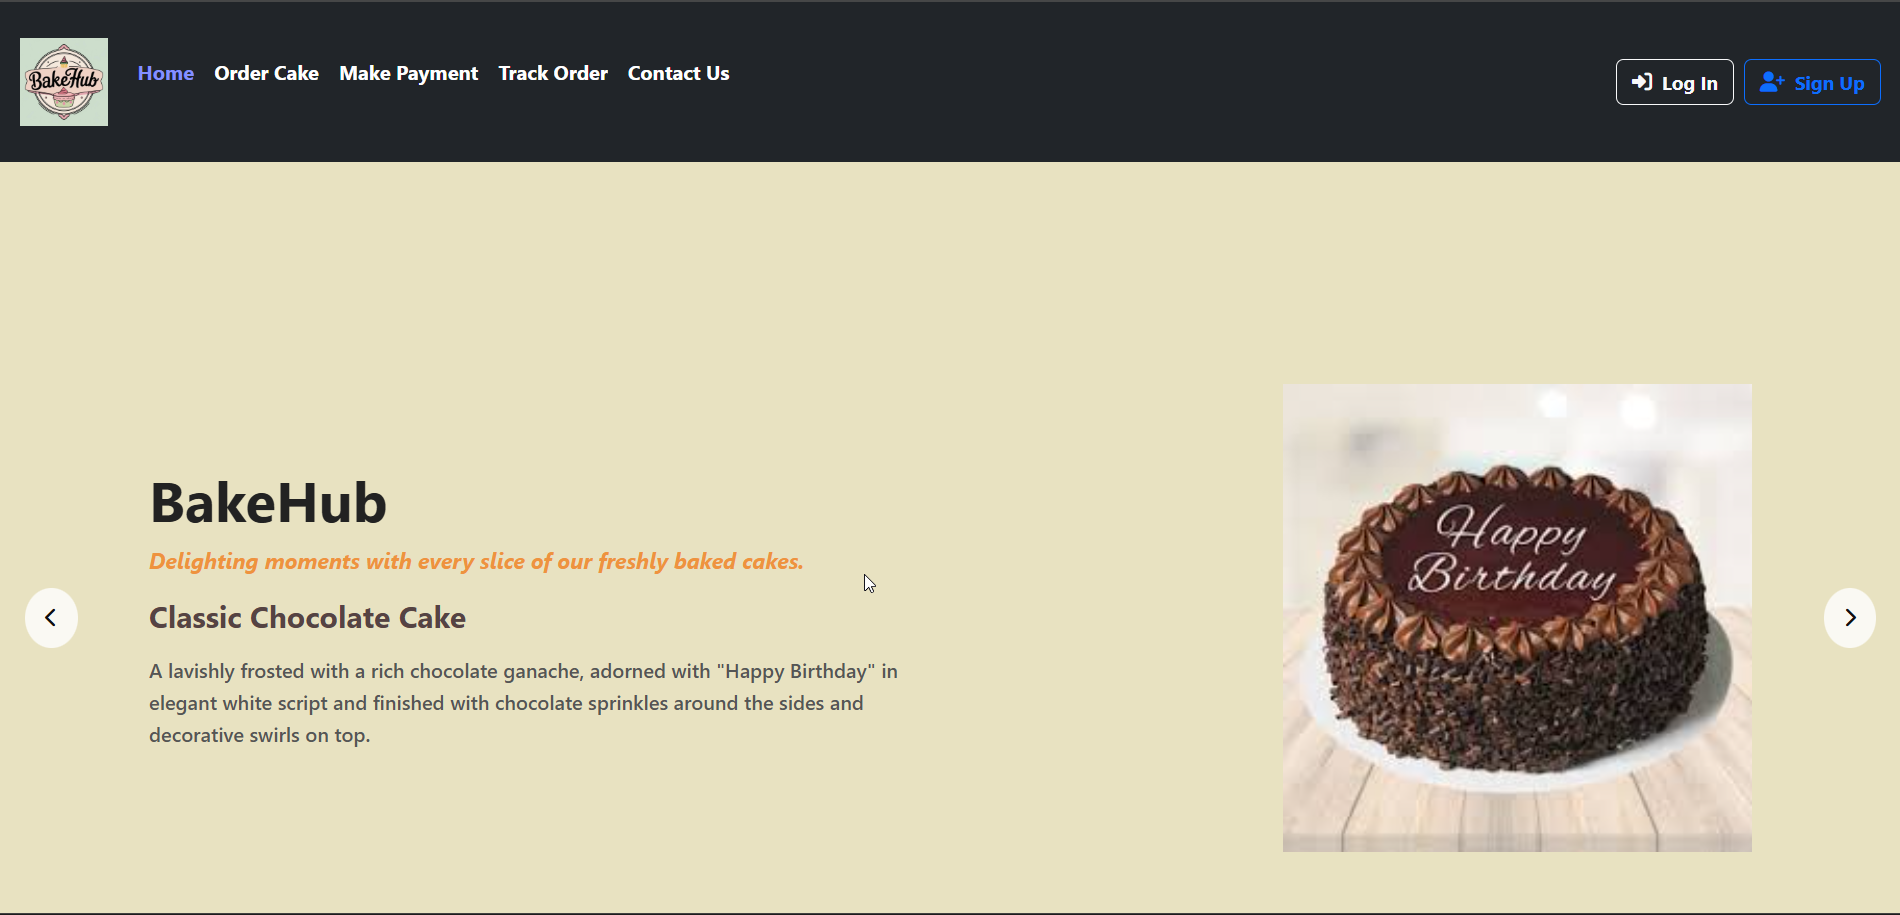 BakeHub
Home Order Cake Make Payment Track Order Contact Us
Log In Sign Up
BakeHub
Delighting moments with every slice of our freshly baked cakes.
Classic Chocolate Cake
A lavishly frosted with a rich chocolate ganache, adorned with "Happy Birthday" in
elegant white script and finished with chocolate sprinkles around the sides and
decorative swirls on top.
Happy
Birthday